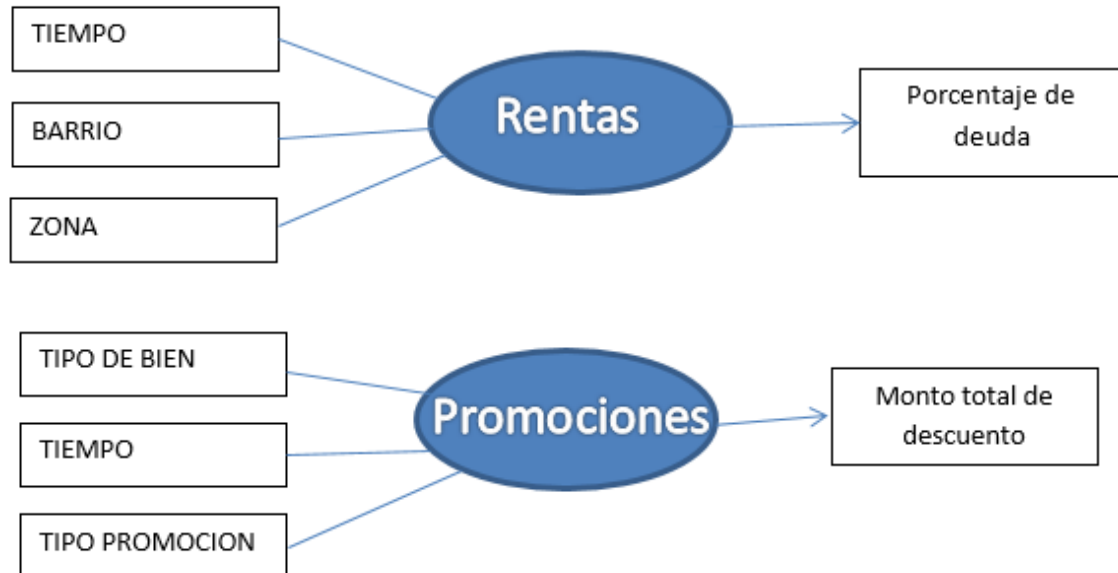 TIEMPO
BARRIO
ZONA
Rentas
Porcentaje de
deuda
TIPO DE BIEN
TIEMPO
TIPO PROMOCION
Promociones
Monto total de
descuento